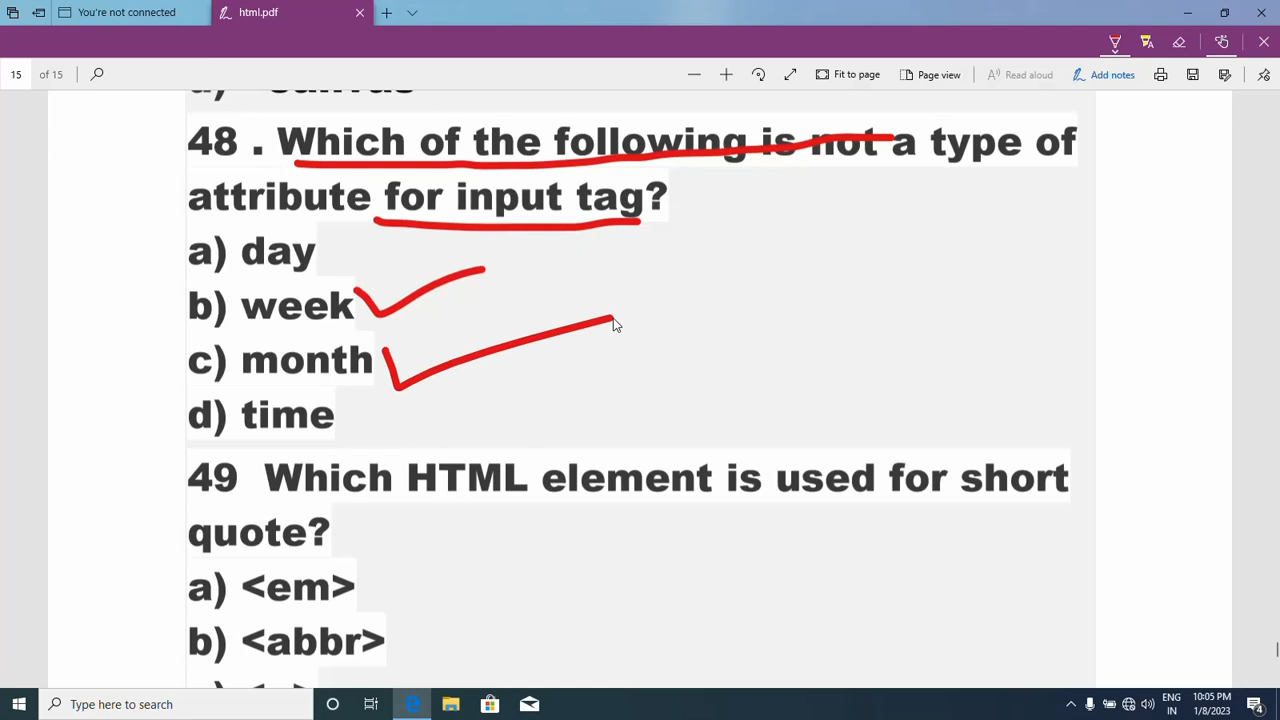 You're not connected
html.pdf
15 of 15
Fit to page
Page view
Read aloud
Add notes
48 . Which of the following is not a type of
attribute for input tag?
a) day
b) week
c) month
d) time
49 Which HTML element is used for short
quote?
a) <em>
b) <abbr>
Type here to search
ENG
IN
10:05 PM
1/8/2023
4